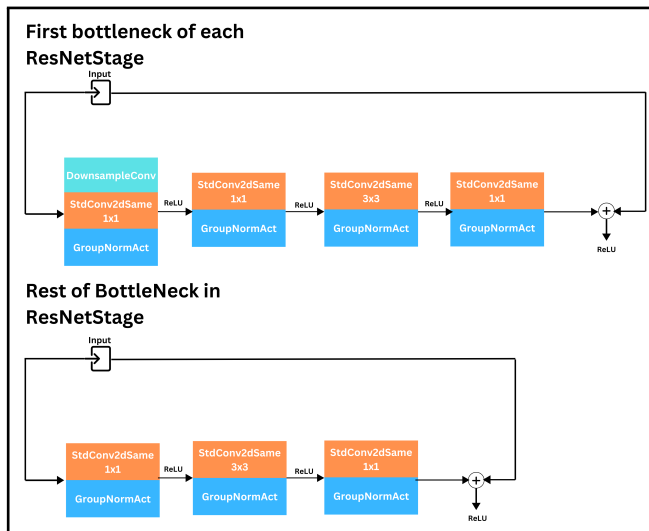 First bottleneck of each
ResNetStage
Input
DownsampleConv
StdConv2dSame
1x1
GroupNormAct
ReLU
StdConv2dSame
1x1
GroupNormAct
ReLU
StdConv2dSame
3x3
GroupNormAct
ReLU
StdConv2dSame
1x1
GroupNormAct
ReLU
Rest of BottleNeck in
ResNetStage
Input
StdConv2dSame
1x1
GroupNormAct
ReLU
StdConv2dSame
3x3
GroupNormAct
ReLU
StdConv2dSame
1x1
GroupNormAct
ReLU